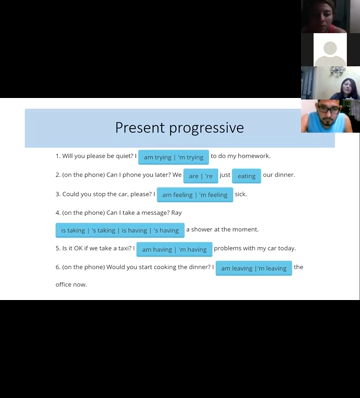 Present progressive
1. Will you please be quiet? I am trying | 'm trying to do my homework.
2. (on the phone) Can I phone you later? We are | 're just eating our dinner.
3. Could you stop the car, please? I am feeling | 'm feeling sick.
4. (on the phone) Can I take a message? Ray
is taking | 's taking | is having | 's having a shower at the moment.
5. Is it OK if we take a taxi? I am having | 'm having problems with my car today.
6. (on the phone) Would you start cooking the dinner? I am leaving |'m leaving the
office now.